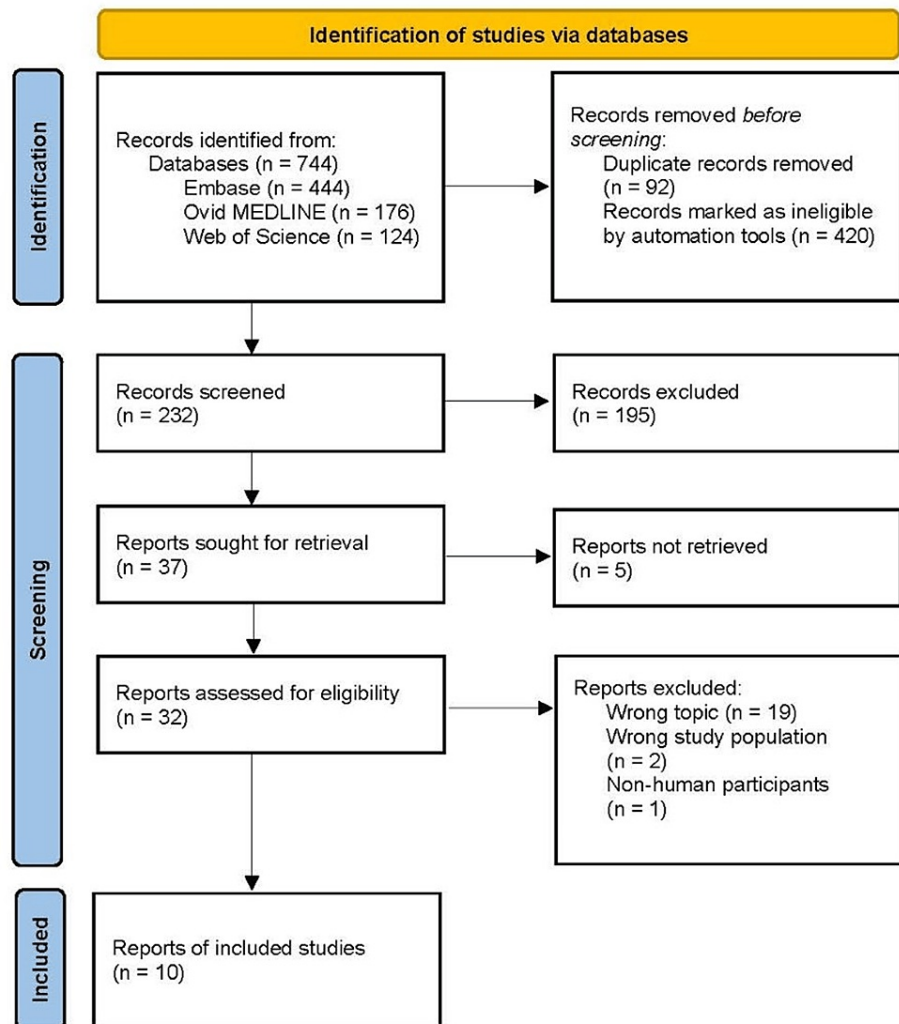 Identification of studies via databases
Identification
Records identified from:
Databases (n = 744)
Embase (n = 444)
Ovid MEDLINE (n = 176)
Web of Science (n = 124)
Records removed before
screening:
Duplicate records removed
(n = 92)
Records marked as ineligible
by automation tools (n = 420)
Screening
Records screened
(n = 232)
Records excluded
(n = 195)
Reports sought for retrieval
(n = 37)
Reports not retrieved
(n = 5)
Reports assessed for eligibility
(n = 32)
Reports excluded:
Wrong topic (n = 19)
Wrong study population
(n = 2)
Non-human participants
(n = 1)
Included
Reports of included studies
(n = 10)